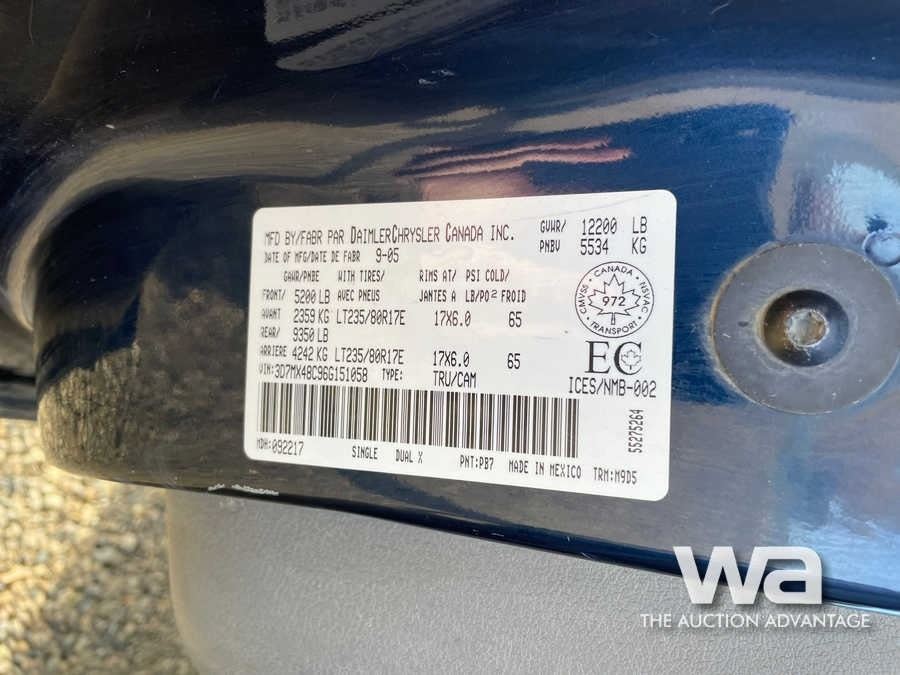 MFD BY/FABR PAR DAIMLERCHRYSLER CANADA INC.
GVWR/ 12200 LB
DATE OF MFG/DATE DE FABR 9-05
PNBV 5534 KG
GAWR/PNBE WITH TIRES/ RIMS AT/ PSI COLD/
FRONT/ 5200 LB AVEC PNEUS JANTES A LB/PO2 FROID
AVANT 2359 KG LT235/80R17E 17X6.0 65
REAR/ 9350 LB
ARRIERE 4242 KG LT235/80R17E 17X6.0 65
VIN: 3D7MX48C96G151058 TYPE: TRU/CAM
CANADA
CMVSS 972 NSVAC
TRANSPORT
EC
ICES/NMB-002
55275264
MDH: 092217 SINGLE DUAL X PNT: PB7 MADE IN MEXICO TRM: M9D5
wa
THE AUCTION ADVANTAGE